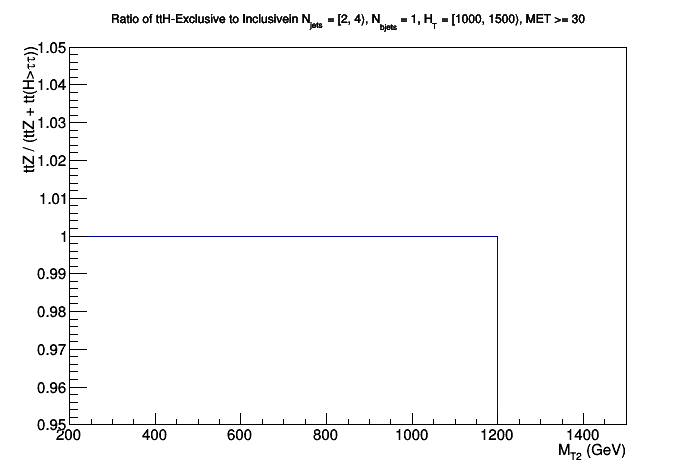 Ratio of ttH-Exclusive to Inclusivein N_jets = [2, 4), N_bjets = 1, H_T = [1000, 1500), MET >= 30
ttZ / (ttZ + tt(H>ττ))
1.05
1.04
1.03
1.02
1.01
1
0.99
0.98
0.97
0.96
0.95
200 400 600 800 1000 1200 1400
M_T2 (GeV)